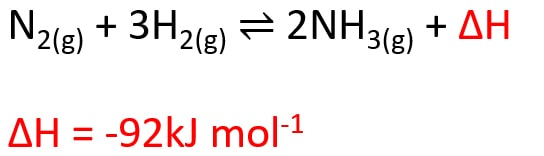 N₂(g) + 3H₂(g) ⇌ 2NH₃(g) + ΔH
ΔH = -92kJ mol⁻¹